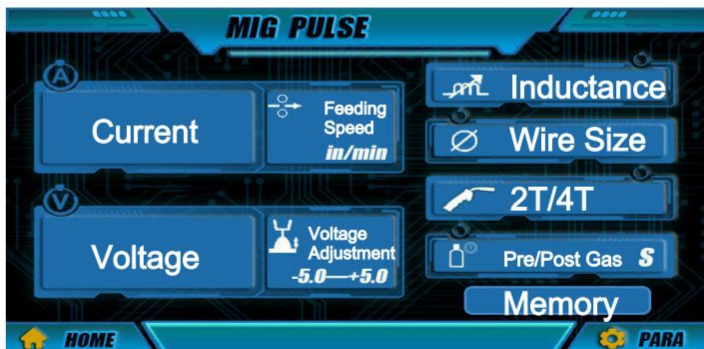 MIG PULSE
A
Current
Feeding
Speed
in/min
V
Voltage
Voltage
Adjustment
-5.0—+5.0
Inductance
Wire Size
2T/4T
Pre/Post Gas S
Memory
HOME
PARA